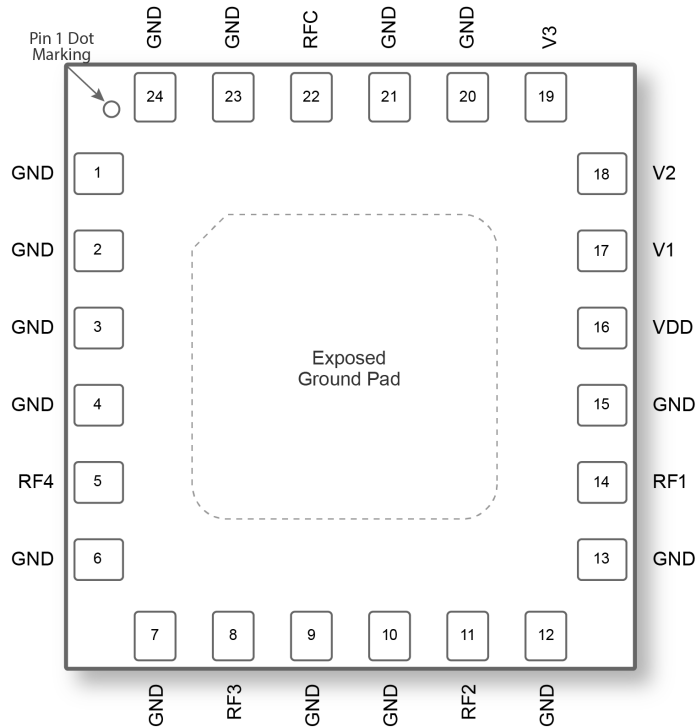 GND GND RFC GND GND V3
Pin 1 Dot
Marking
24 23 22 21 20 19
GND 1 18 V2
GND 2 17 V1
GND 3 16 VDD
Exposed
Ground Pad
GND 4 15 GND
RF4 5 14 RF1
GND 6 13 GND
7 8 9 10 11 12
GND RF3 GND GND RF2 GND